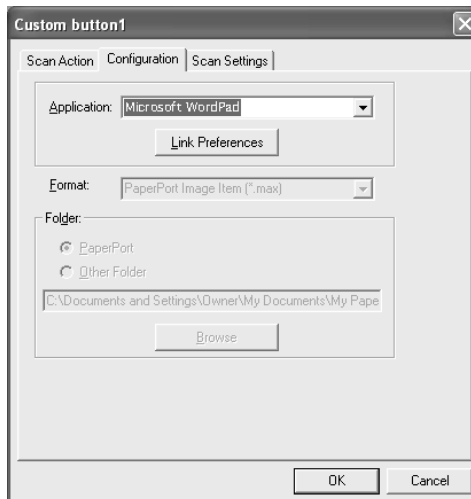 Custom button1
Scan Action Configuration Scan Settings
Application: Microsoft WordPad
Link Preferences
Format: PaperPort Image Item (*.max)
Folder:
PaperPort
Other Folder
C:\Documents and Settings\Owner\My Documents\My Pape
Browse
OK Cancel